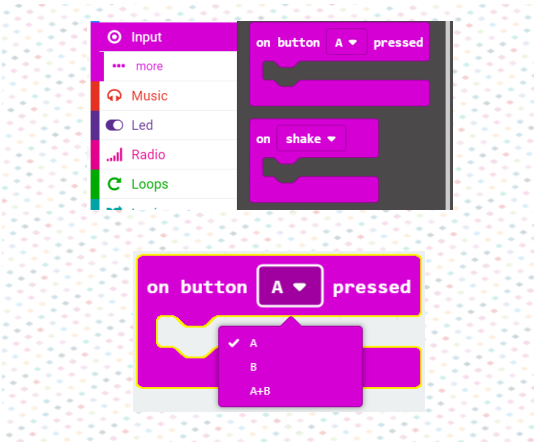 Input
on button A pressed
more
Music
Led
on shake
Radio
Loops
on button A pressed
A
B
A+B